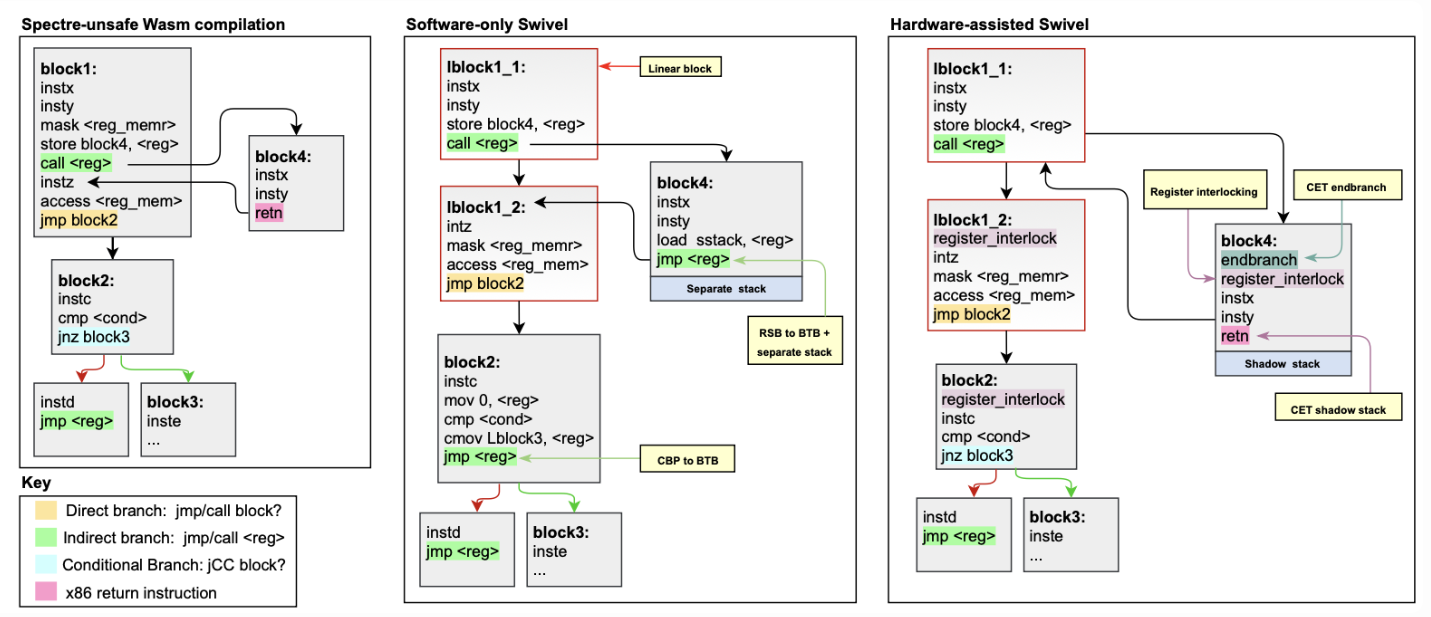 Spectre-unsafe Wasm compilation
block1:
instx
insty
mask <reg_memr>
store block4, <reg>
call <reg>
instz
access <reg_mem>
jmp block2
block4:
instx
insty
retn
block2:
instc
cmp <cond>
jnz block3
instd
jmp <reg>
block3:
inste
...
Key
Direct branch: jmp/call block?
Indirect branch: jmp/call <reg>
Conditional Branch: jCC block?
x86 return instruction
Software-only Swivel
lblock1_1:
instx
insty
store block4, <reg>
call <reg>
Linear block
lblock1_2:
intz
mask <reg_memr>
access <reg_mem>
jmp block2
block4:
instx
insty
load sstack, <reg>
jmp <reg>
Separate stack
RSB to BTB +
separate stack
block2:
instc
mov 0, <reg>
cmp <cond>
cmov Lblock3, <reg>
jmp <reg>
CBP to BTB
instd
jmp <reg>
block3:
inste
...
Hardware-assisted Swivel
lblock1_1:
instx
insty
store block4, <reg>
call <reg>
Register interlocking
CET endbranch
lblock1_2:
register_interlock
intz
mask <reg_memr>
access <reg_mem>
jmp block2
block4:
endbranch
register_interlock
instx
insty
retn
Shadow stack
CET shadow stack
block2:
register_interlock
instc
cmp <cond>
jnz block3
instd
jmp <reg>
block3:
inste
...